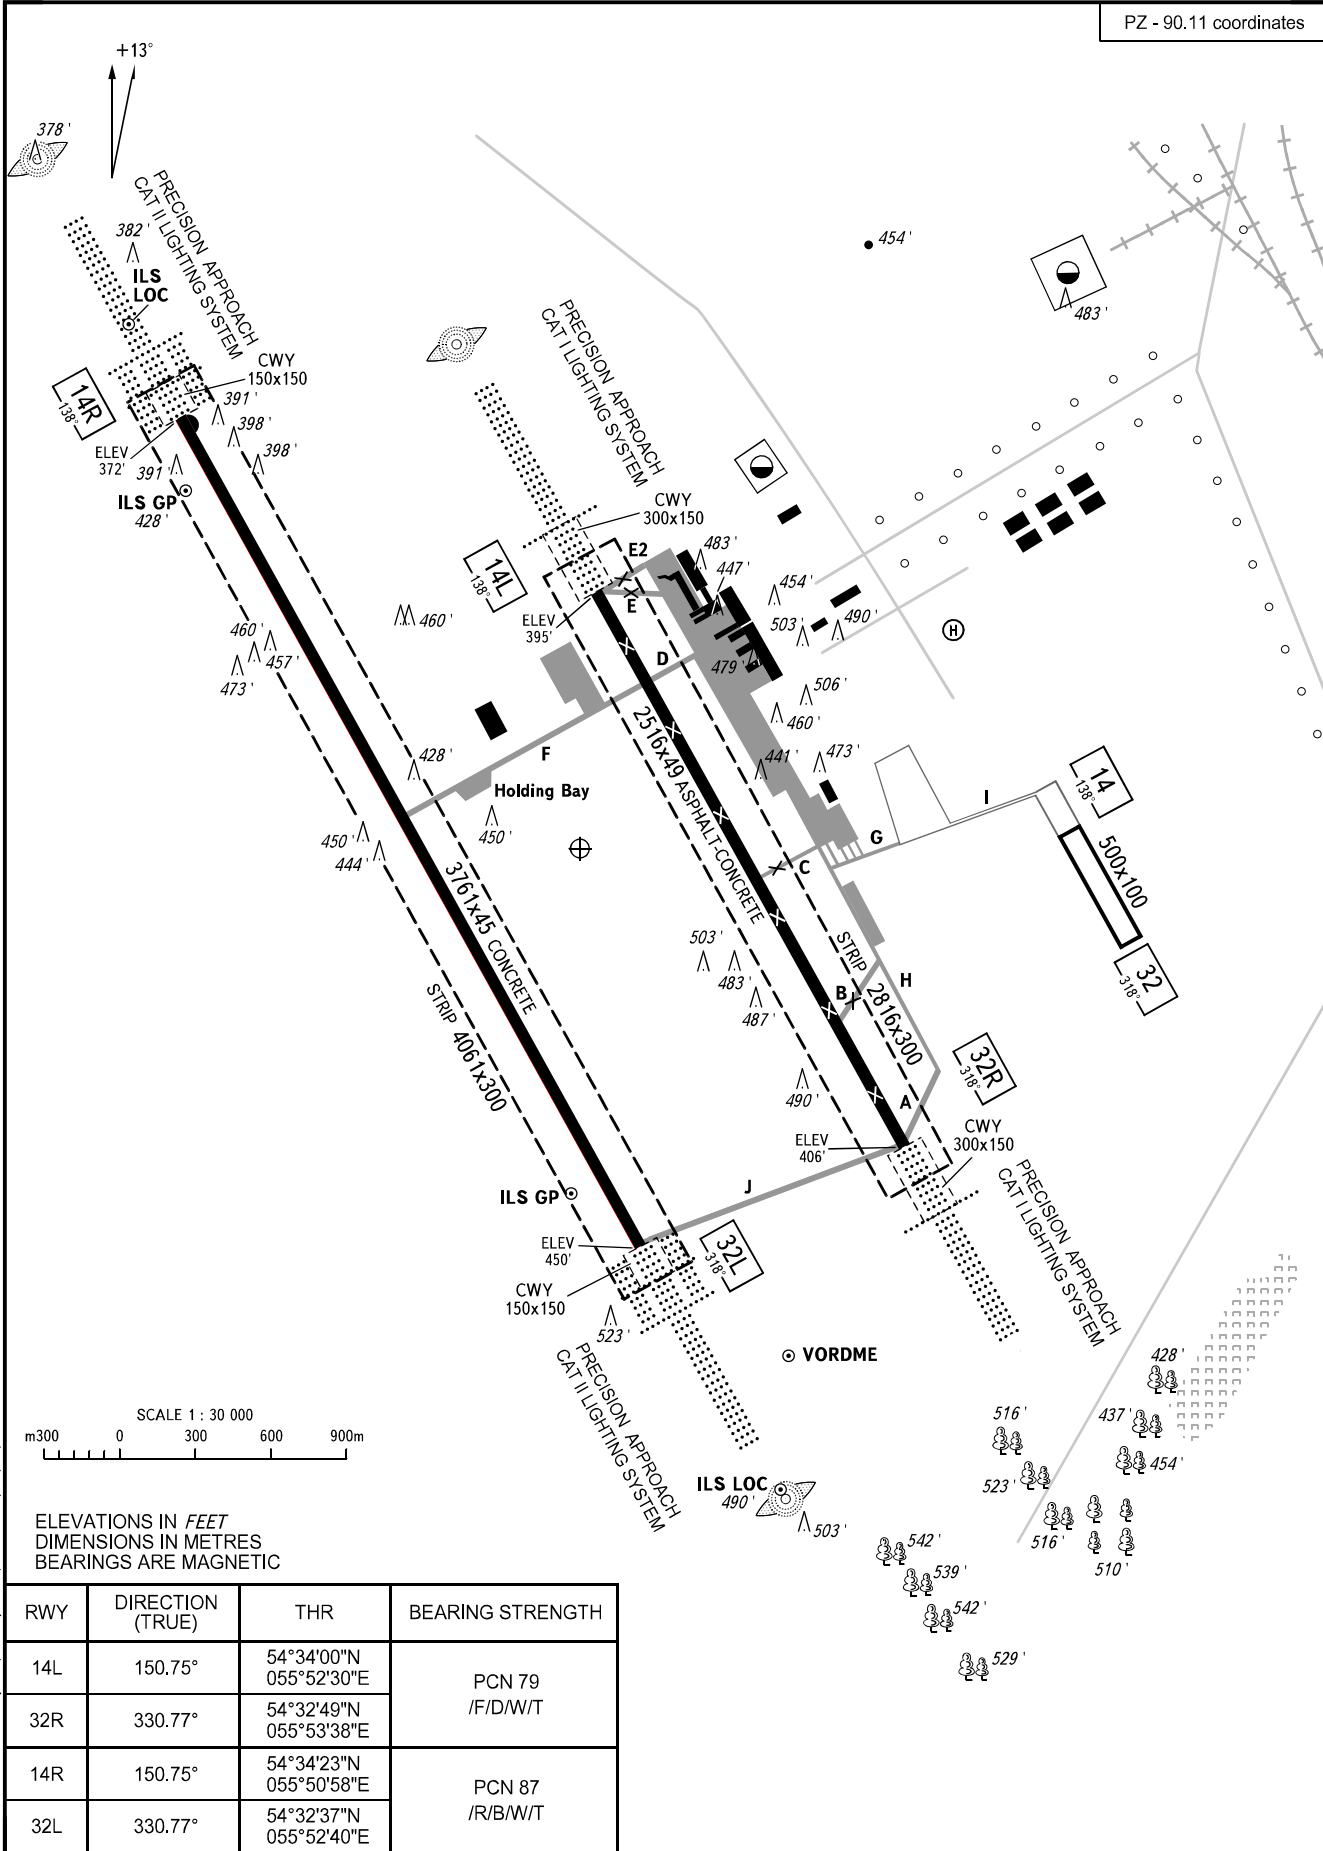 PZ - 90.11 coordinates
+13°
378 '
PRECISION APPROACH
CAT II LIGHTING SYSTEM
382 '
ILS
LOC
454 '
483 '
PRECISION APPROACH
CAT I LIGHTING SYSTEM
CWY
150x150
14R
138°
391 '
398 '
398 '
ELEV
372'
391 '
ILS GP
428 '
CWY
300x150
14L
138°
E2
483 '
447 '
454 '
E
ELEV
395'
503 '
490 '
H
460 '
460 '
457 '
473 '
D
479 '
506 '
460 '
2516x49 ASPHALT-CONCRETE
F
428 '
441 '
473 '
Holding Bay
450 '
I
14
138°
450 '
444 '
G
C
500x100
3761x45 CONCRETE
503 '
483 '
487 '
STRIP 2816x300
B
H
32
318°
STRIP 4061x300
32R
318°
490 '
A
ELEV
406'
CWY
300x150
J
ILS GP
ELEV
450'
32L
318°
CWY
150x150
523 '
PRECISION APPROACH
CAT I LIGHTING SYSTEM
VORDME
PRECISION APPROACH
CAT II LIGHTING SYSTEM
428 '
437 '
454 '
516 '
523 '
516 '
510 '
SCALE 1 : 30 000
m300 0 300 600 900m
ILS LOC
490 '
503 '
542 '
539 '
542 '
529 '
ELEVATIONS IN FEET
DIMENSIONS IN METRES
BEARINGS ARE MAGNETIC
RWY DIRECTION (TRUE) THR BEARING STRENGTH
14L 150.75° 54°34'00"N 055°52'30"E PCN 79 /F/D/W/T
32R 330.77° 54°32'49"N 055°53'38"E
14R 150.75° 54°34'23"N 055°50'58"E PCN 87 /R/B/W/T
32L 330.77° 54°32'37"N 055°52'40"E